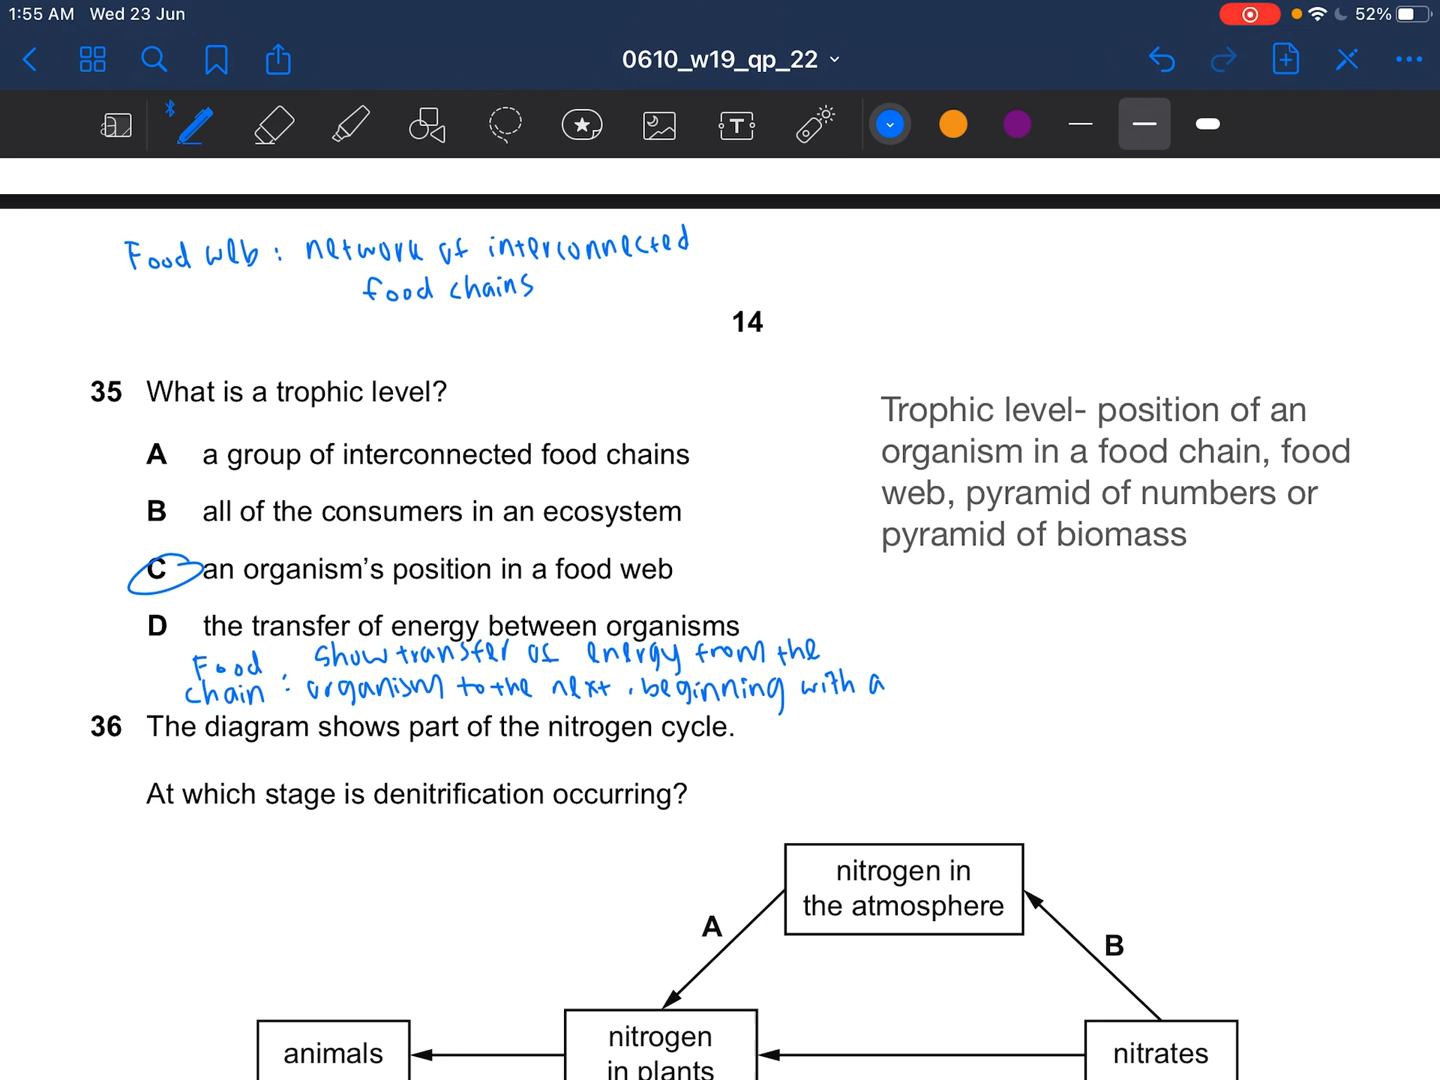 1:55 AM Wed 23 Jun
52%
0610_w19_qp_22
T
Food web : network of interconnected
food chains
14
35 What is a trophic level?
A a group of interconnected food chains
B all of the consumers in an ecosystem
C an organism's position in a food web
D the transfer of energy between organisms
Trophic level- position of an
organism in a food chain, food
web, pyramid of numbers or
pyramid of biomass
Food show transfer of energy from the
chain : organism to the next , beginning with a
36 The diagram shows part of the nitrogen cycle.
At which stage is denitrification occurring?
nitrogen in
the atmosphere
A
B
animals
nitrogen
in plants
nitrates